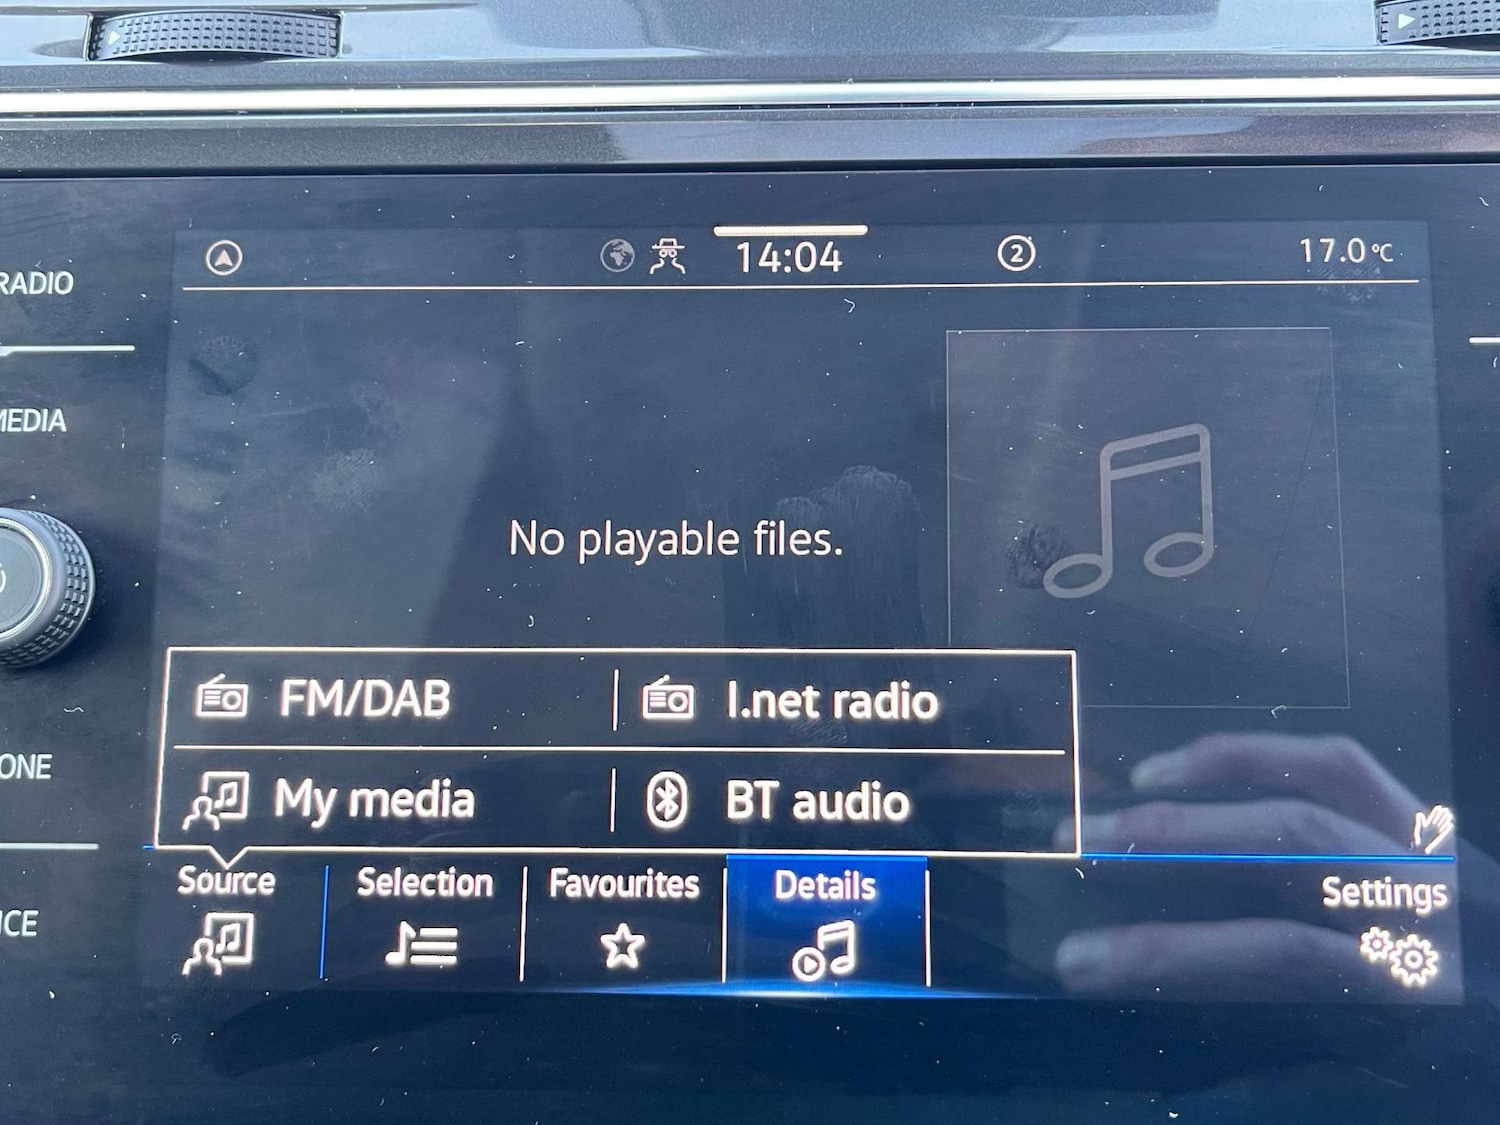 RADIO
MEDIA
ONE
ICE
14:04
2
17.0 °C
No playable files.
FM/DAB
I.net radio
My media
BT audio
Source
Selection
Favourites
Details
Settings